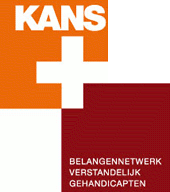 KANS
BELANGENNETWERK
VERSTANDELIJK
GEHANDICAPTEN